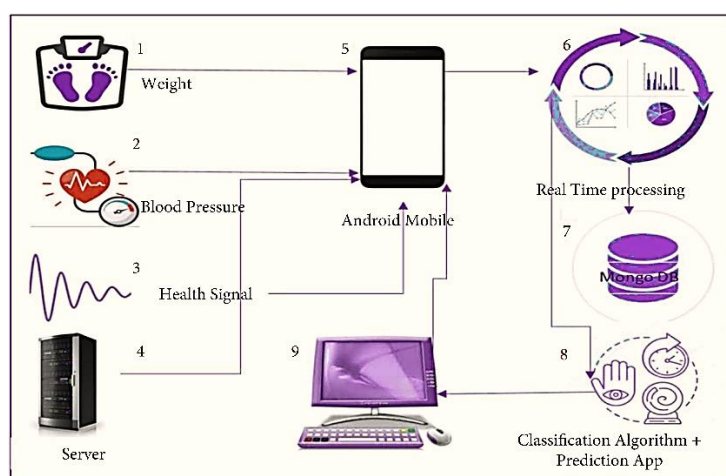 1
Weight
2
Blood Pressure
3
Health Signal
4
Server
5
Android Mobile
6
Real Time processing
7
Mongo DB
8
Classification Algorithm +
Prediction App
9